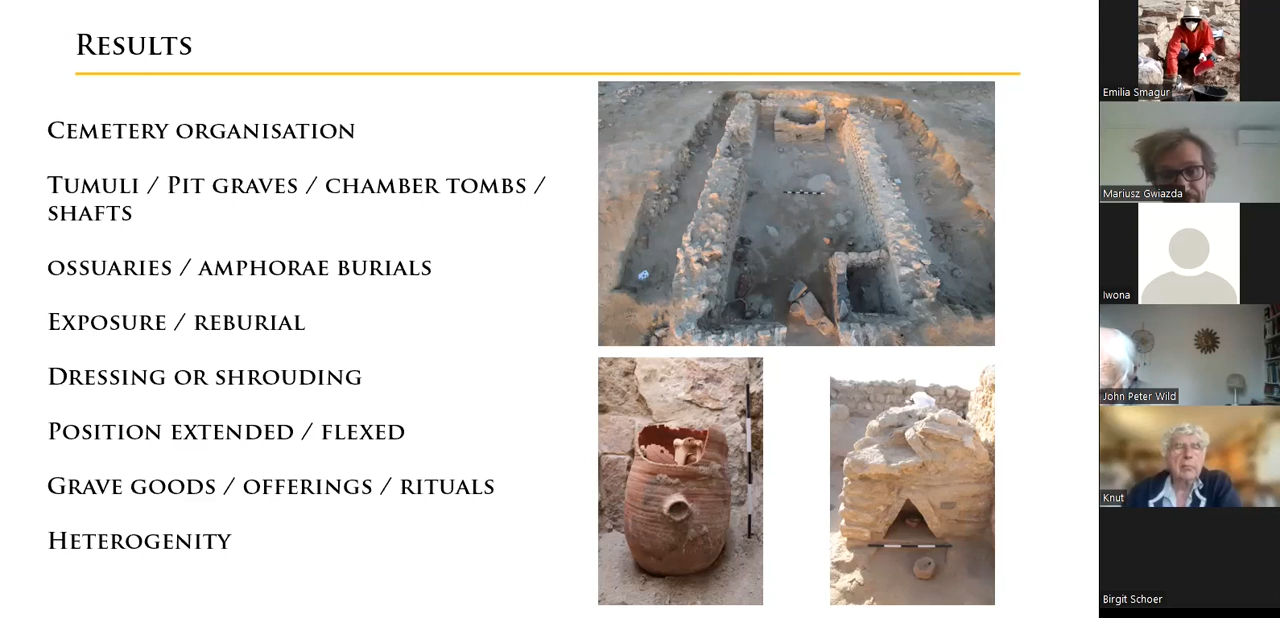 Results
Cemetery organisation
Tumuli / Pit graves / chamber tombs /
shafts
ossuaries / amphorae burials
Exposure / reburial
Dressing or shrouding
Position extended / flexed
Grave goods / offerings / rituals
Heterogenity
Emilia Smagur
Mariusz Gwiazda
Iwona
John Peter Wild
Knut
Birgit Schoer